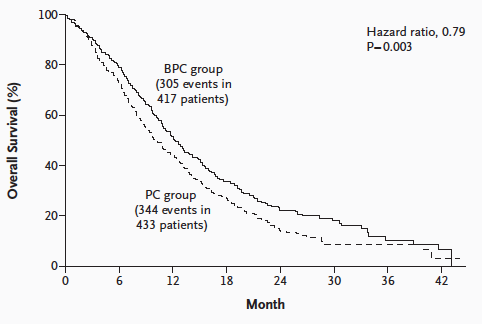 100
80
60
40
20
0
Overall Survival (%)
Hazard ratio, 0.79
P=0.003
BPC group
(305 events in
417 patients)
PC group
(344 events in
433 patients)
0 6 12 18 24 30 36 42
Month